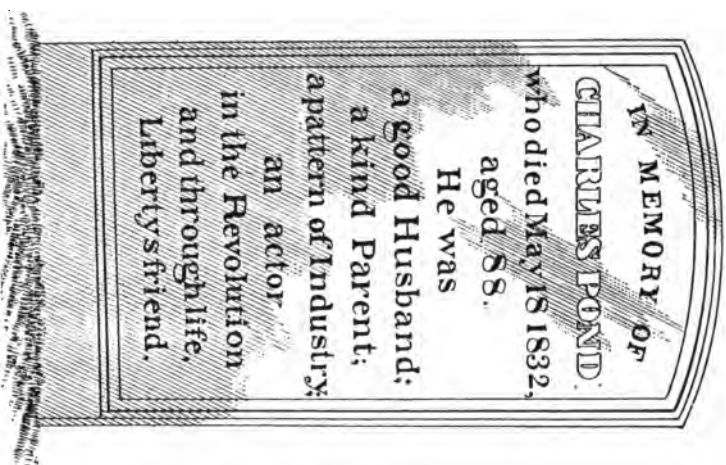 IN MEMORY OF
CHARLES POND
who died May 18 1832,
aged 88.
He was
a good Husband;
a kind Parent;
a pattern of Industry,
an actor
in the Revolution
and through life,
Libertys friend.